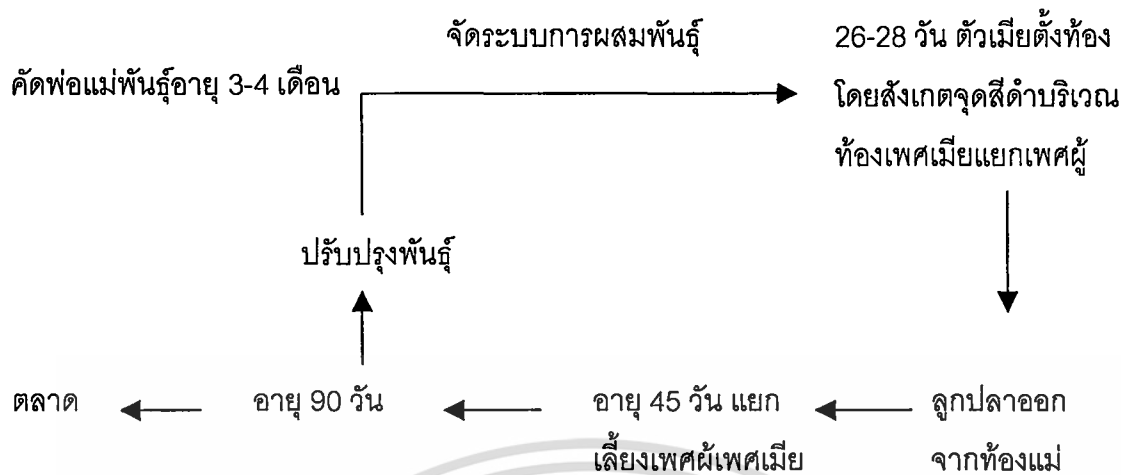 จัดระบบการผสมพันธุ์
26-28 วัน ตัวเมียตั้งท้อง
คัดพ่อแม่พันธุ์อายุ 3-4 เดือน
โดยสังเกตจุดสีดำบริเวณ
ท้องเพศเมียแยกเพศผู้
ปรับปรุงพันธุ์
ตลาด
อายุ 90 วัน
อายุ 45 วัน แยก
เลี้ยงเพศผู้เพศเมีย
ลูกปลาออก
จากท้องแม่